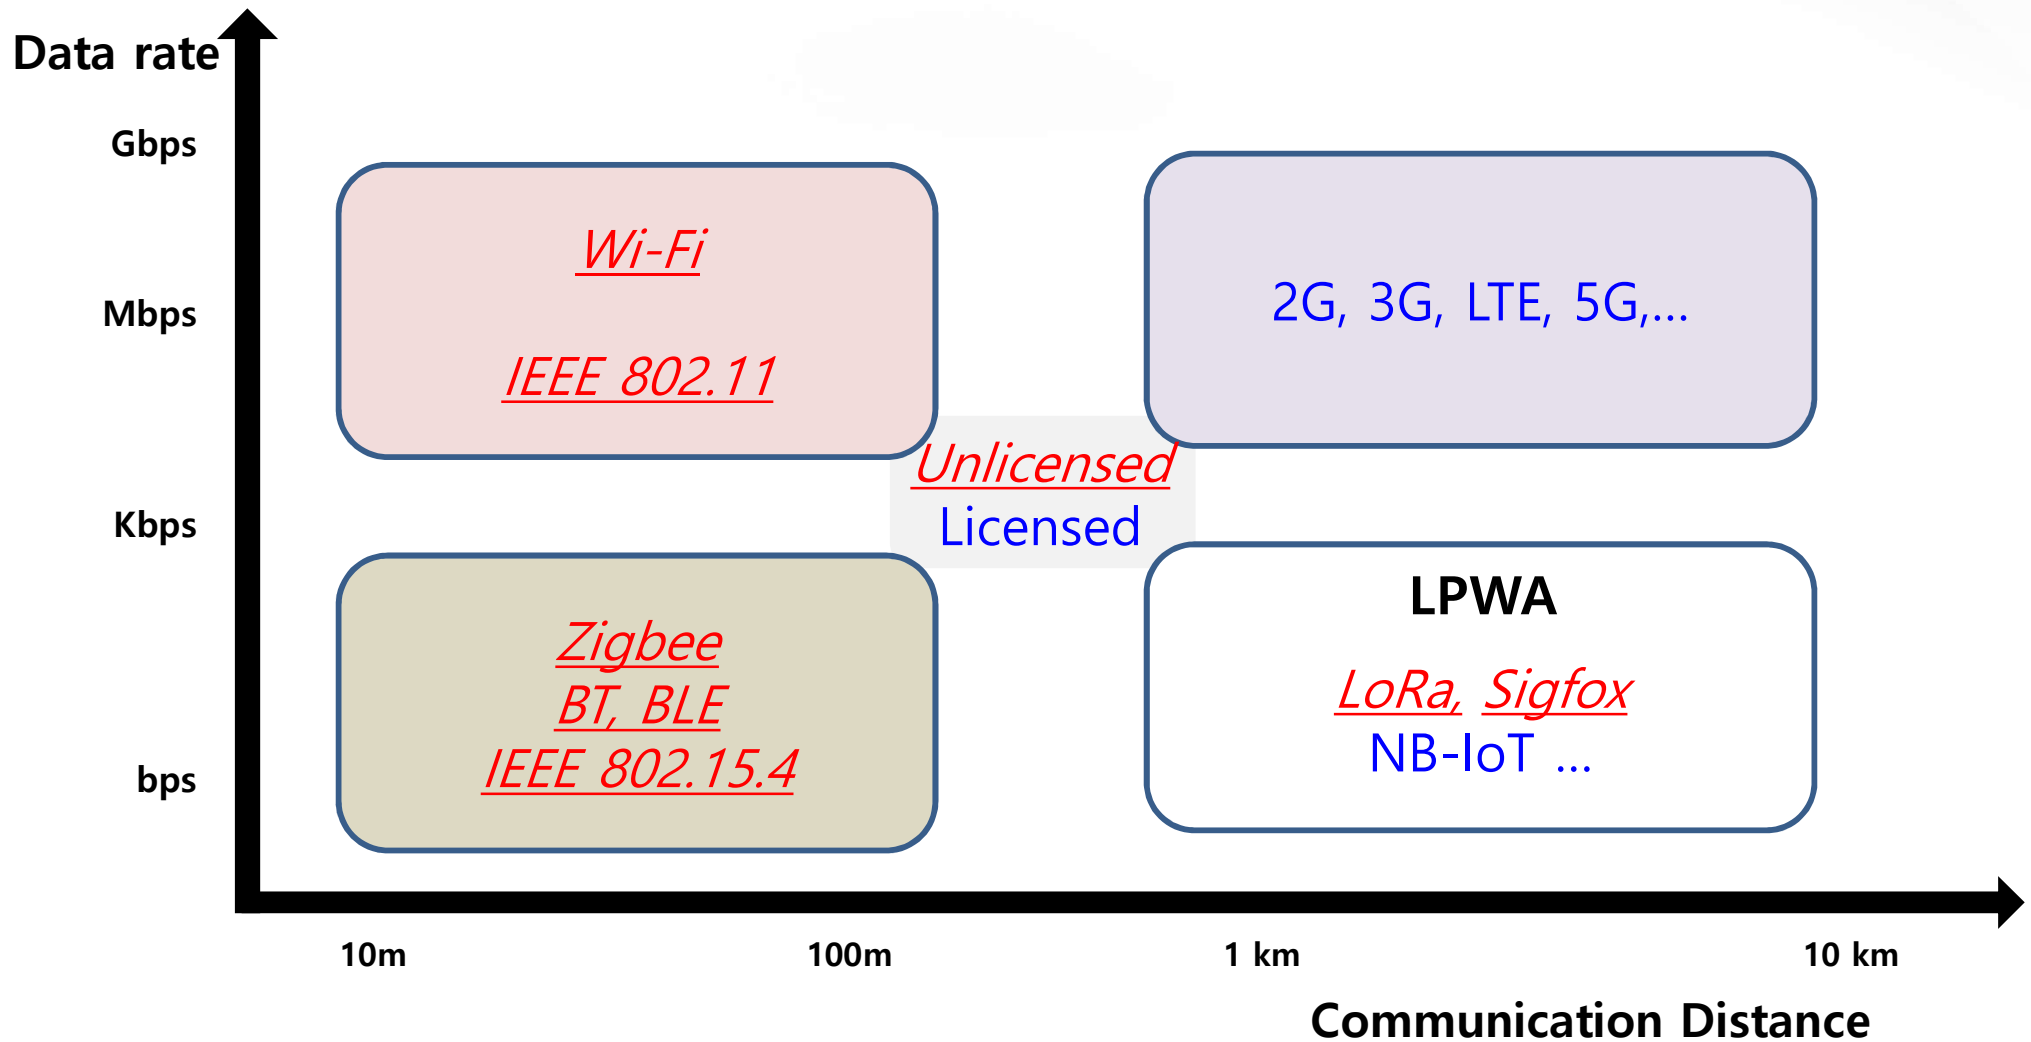 Data rate
Gbps
Wi-Fi
Mbps
2G, 3G, LTE, 5G,...
IEEE 802.11
Unlicensed
Kbps
Licensed
LPWA
Zigbee
BT, BLE
IEEE 802.15.4
LoRa, Sigfox
NB-IoT ...
bps
10m 100m 1 km 10 km
Communication Distance